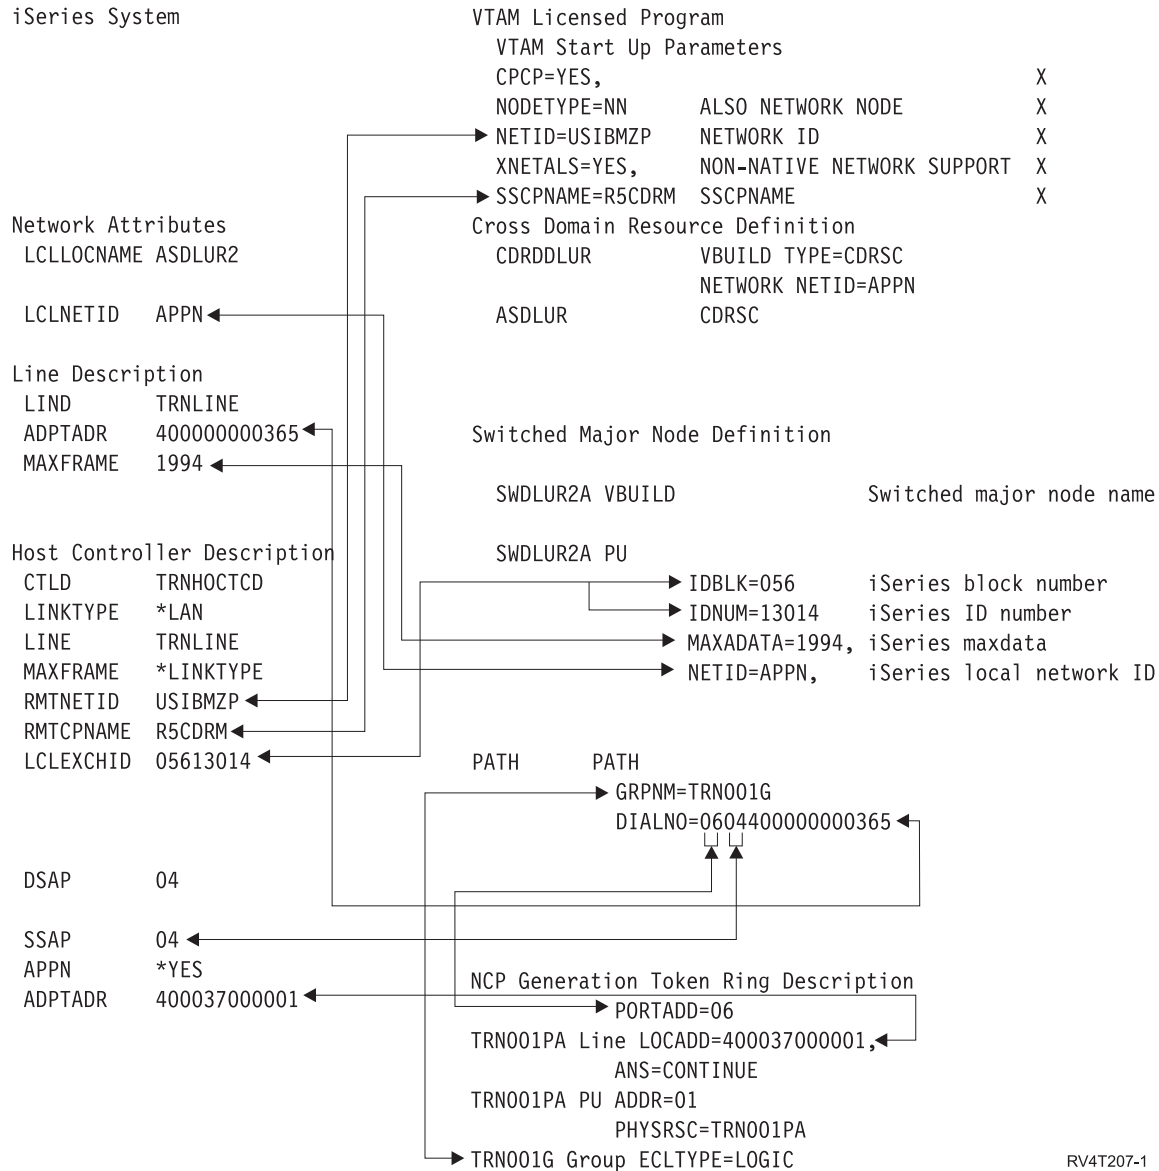 iSeries System VTAM Licensed Program
VTAM Start Up Parameters
CPCP=YES, X
NODETYPE=NN ALSO NETWORK NODE X
NETID=USIBMZP NETWORK ID X
XNETALS=YES, NON-NATIVE NETWORK SUPPORT X
SSCPNAME=R5CDRM SSCPNAME X
Network Attributes Cross Domain Resource Definition
LCLLOCNAME ASDLUR2 CDRDDLUR VBUILD TYPE=CDRSC
NETWORK NETID=APPN
LCLNETID APPN ASDLUR CDRSC
Line Description
LIND TRNLINE
ADPTADR 400000000365 Switched Major Node Definition
MAXFRAME 1994
SWDLUR2A VBUILD Switched major node name
Host Controller Description SWDLUR2A PU
CTLD TRNHOCTCD IDBLK=056 iSeries block number
LINKTYPE *LAN IDNUM=13014 iSeries ID number
LINE TRNLINE MAXADATA=1994, iSeries maxdata
MAXFRAME *LINKTYPE NETID=APPN, iSeries local network ID
RMTNETID USIBMZP
RMTCPNAME R5CDRM
LCLEXCHID 05613014 PATH PATH
GRPNM=TRN001G
DIALNO=0604400000000365
DSAP 04
SSAP 04
APPN *YES NCP Generation Token Ring Description
ADPTADR 400037000001 PORTADD=06
TRN001PA Line LOCADD=400037000001,
ANS=CONTINUE
TRN001PA PU ADDR=01
PHYSRSC=TRN001PA
TRN001G Group ECLTYPE=LOGIC RV4T207-1